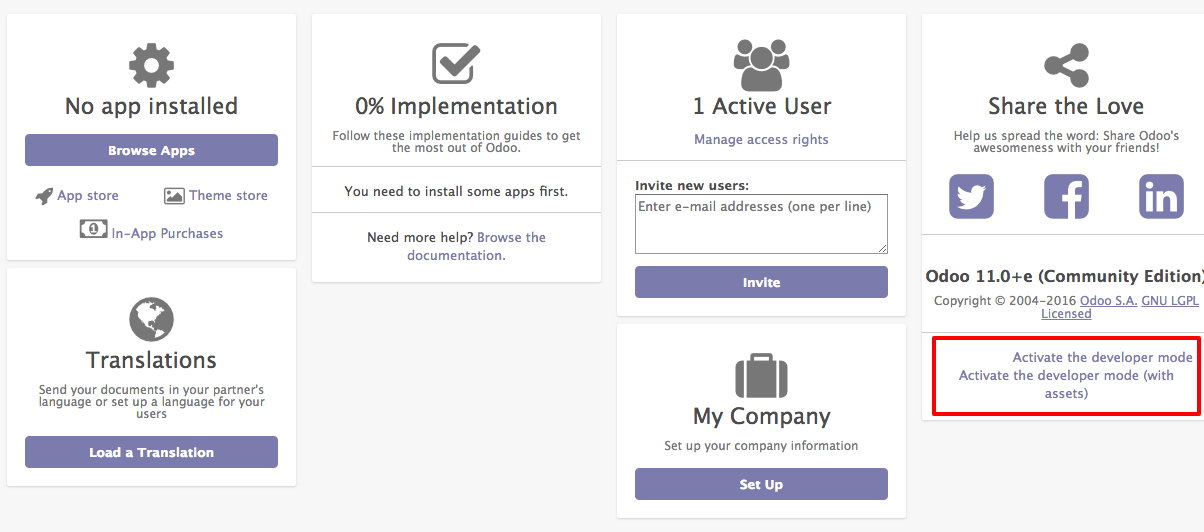 No app installed
Browse Apps
App store
Theme store
1
In-App Purchases
Translations
Send your documents in your partner's
language or set up a language for your
users
Load a Translation
0% Implementation
Follow these implementation guides to get
the most out of Odoo.
You need to install some apps first.
Need more help? Browse the
documentation.
1 Active User
Manage access rights
Invite new users:
Enter e-mail addresses (one per line)
Invite
My Company
Set up your company information
Set Up
Share the Love
Help us spread the word: Share Odoo's
awesomeness with your friends!
Odoo 11.0+e (Community Edition)
Copyright © 2004-2016 Odoo S.A. GNU LGPL
Licensed
Activate the developer mode
Activate the developer mode (with
assets)